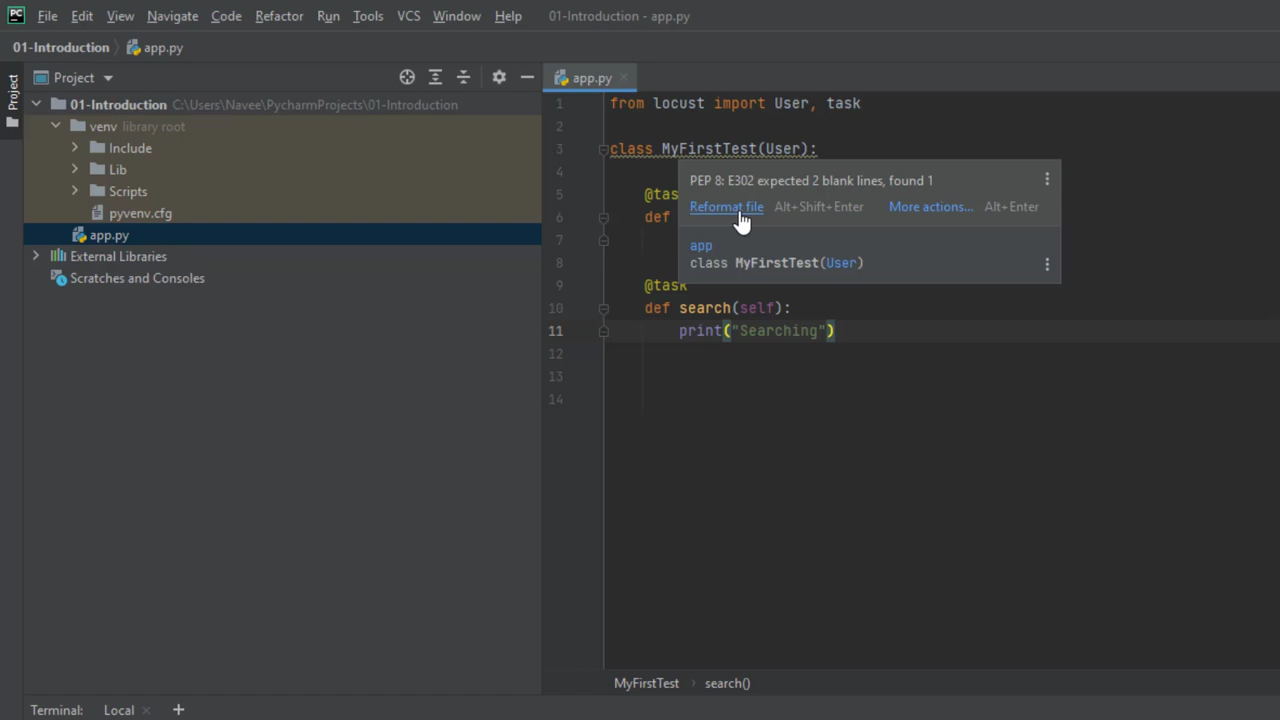 PC File Edit View Navigate Code Refactor Run Tools VCS Window Help 01-Introduction - app.py
01-Introduction app.py
Project
Project
01-Introduction C:\Users\Navee\PycharmProjects\01-Introduction
venv library root
Include
Lib
Scripts
pyvenv.cfg
app.py
External Libraries
Scratches and Consoles
app.py
1 from locust import User, task
2
3 class MyFirstTest(User):
4
5 @tas
6 def
7
8
9 @task
10 def search(self):
11 print("Searching")
12
13
14
PEP 8: E302 expected 2 blank lines, found 1
Reformat file Alt+Shift+Enter More actions... Alt+Enter
app
class MyFirstTest(User)
MyFirstTest search()
Terminal: Local +